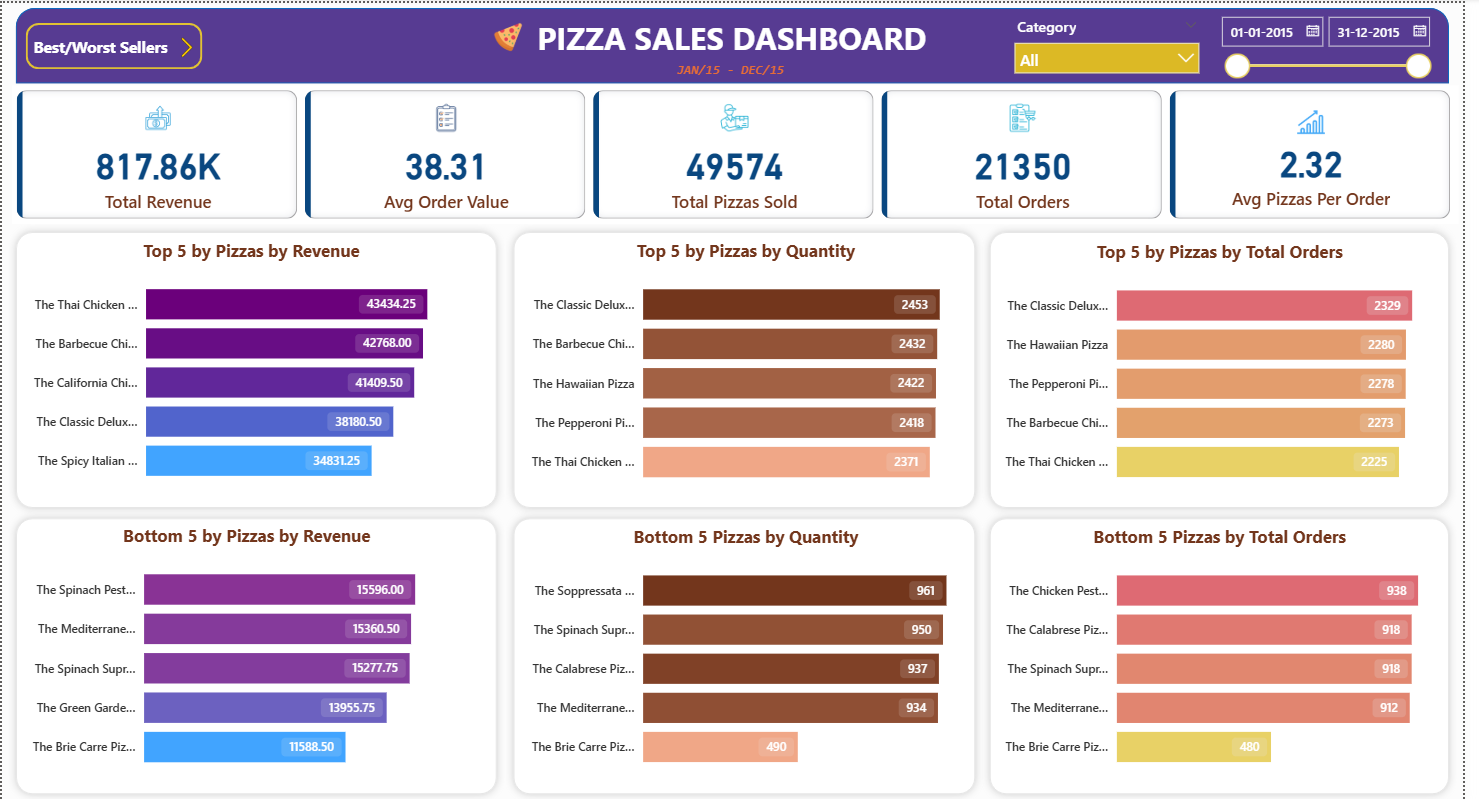 Best/Worst Sellers
PIZZA SALES DASHBOARD
JAN/15 - DEC/15
Category
All
01-01-2015
31-12-2015
817.86K
Total Revenue
38.31
Avg Order Value
49574
Total Pizzas Sold
21350
Total Orders
2.32
Avg Pizzas Per Order
Top 5 by Pizzas by Revenue
The Thai Chicken ... 43434.25
The Barbecue Chi... 42768.00
The California Chi... 41409.50
The Classic Delux... 38180.50
The Spicy Italian ... 34831.25
Top 5 by Pizzas by Quantity
The Classic Delux... 2453
The Barbecue Chi... 2432
The Hawaiian Pizza 2422
The Pepperoni Pi... 2418
The Thai Chicken ... 2371
Top 5 by Pizzas by Total Orders
The Classic Delux... 2329
The Hawaiian Pizza 2280
The Pepperoni Pi... 2278
The Barbecue Chi... 2273
The Thai Chicken ... 2225
Bottom 5 by Pizzas by Revenue
The Spinach Pest... 15596.00
The Mediterrane... 15360.50
The Spinach Supr... 15277.75
The Green Garde... 13955.75
The Brie Carre Piz... 11588.50
Bottom 5 Pizzas by Quantity
The Soppressata ... 961
The Spinach Supr... 950
The Calabrese Piz... 937
The Mediterrane... 934
The Brie Carre Piz... 490
Bottom 5 Pizzas by Total Orders
The Chicken Pest... 938
The Calabrese Piz... 918
The Spinach Supr... 918
The Mediterrane... 912
The Brie Carre Piz... 480